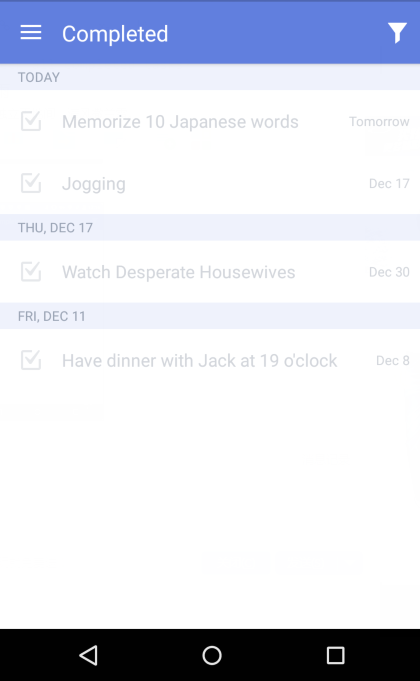 Completed
TODAY
Memorize 10 Japanese words Tomorrow
Jogging Dec 17
THU, DEC 17
Watch Desperate Housewives Dec 30
FRI, DEC 11
Have dinner with Jack at 19 o'clock Dec 8